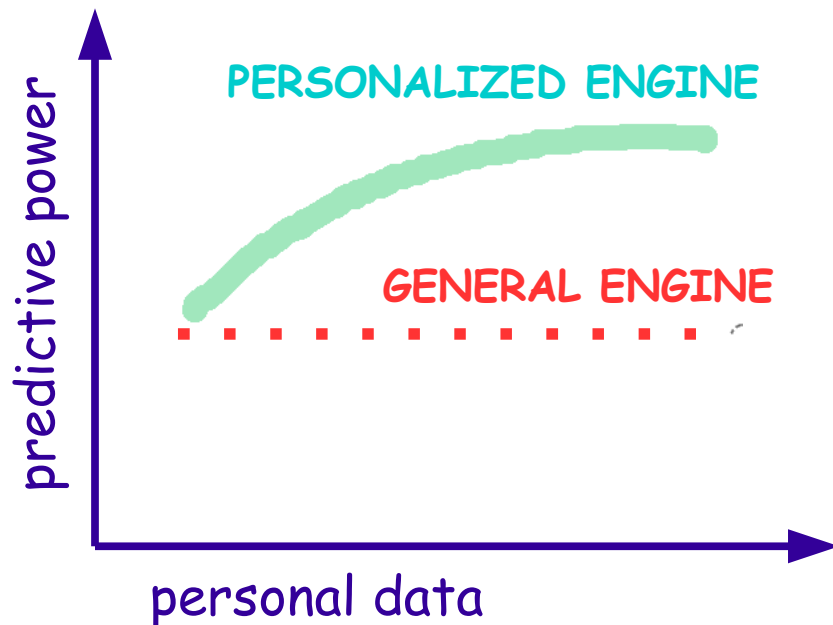 PERSONALIZED ENGINE
predictive power
GENERAL ENGINE
personal data